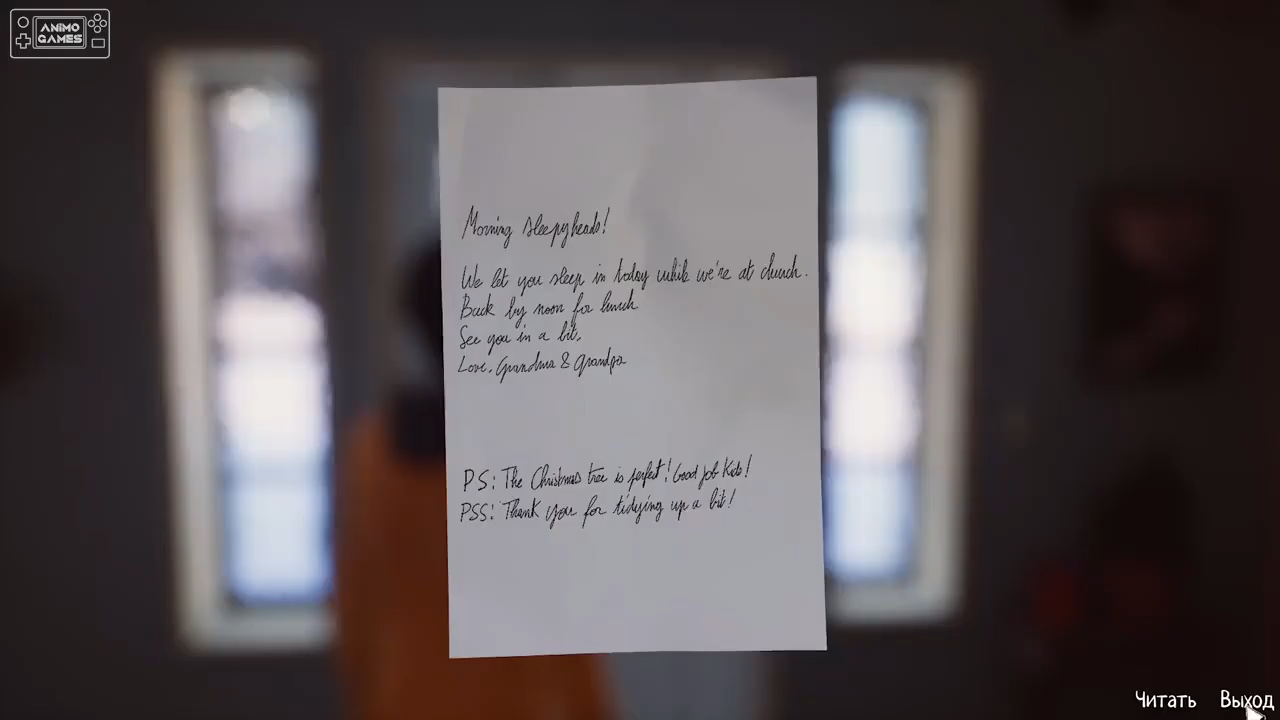 ANIMO
GAMES
Morning sleepyheads!
We let you sleep in today while we're at church.
Back by noon for lunch
See you in a bit,
Love, Grandma & Grandpa
PS: The Christmas tree is perfect! Good job Kids!
PSS: Thank you for tidying up a bit!
Читать Выход